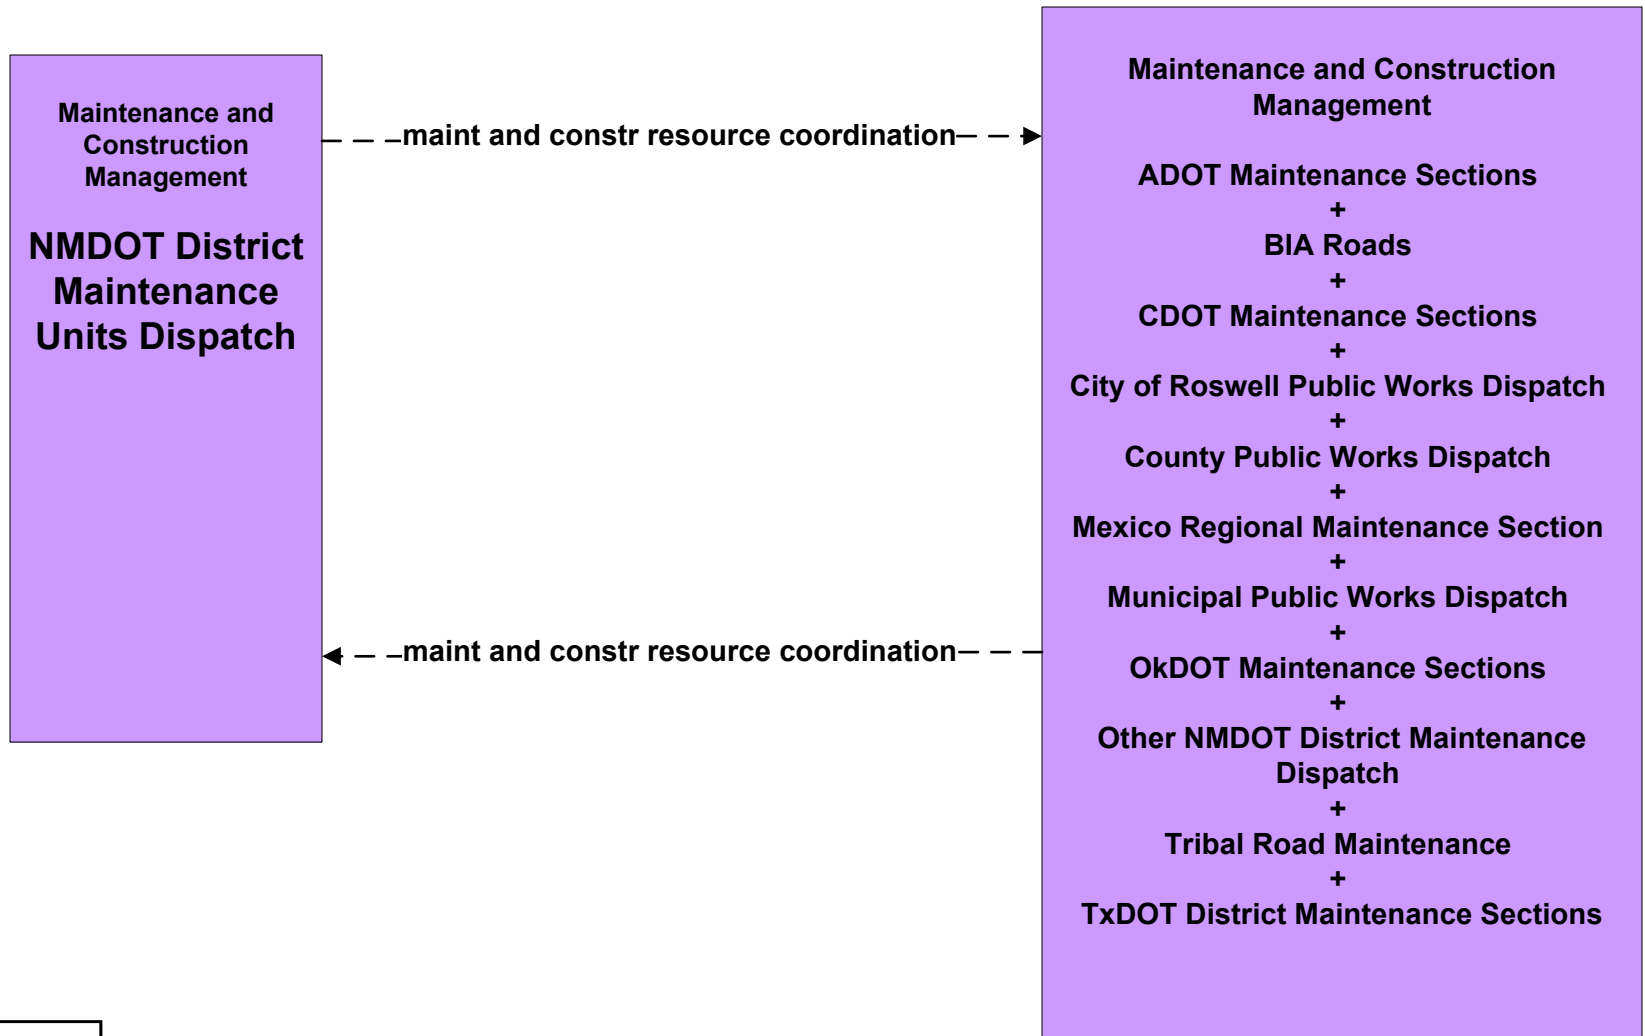 Maintenance and
Construction
Management
NMDOT District
Maintenance
Units Dispatch
maint and constr resource coordination
maint and constr resource coordination
Maintenance and Construction
Management
ADOT Maintenance Sections
+
BIA Roads
+
CDOT Maintenance Sections
+
City of Roswell Public Works Dispatch
+
County Public Works Dispatch
+
Mexico Regional Maintenance Section
+
Municipal Public Works Dispatch
+
OkDOT Maintenance Sections
+
Other NMDOT District Maintenance
Dispatch
+
Tribal Road Maintenance
+
TxDOT District Maintenance Sections